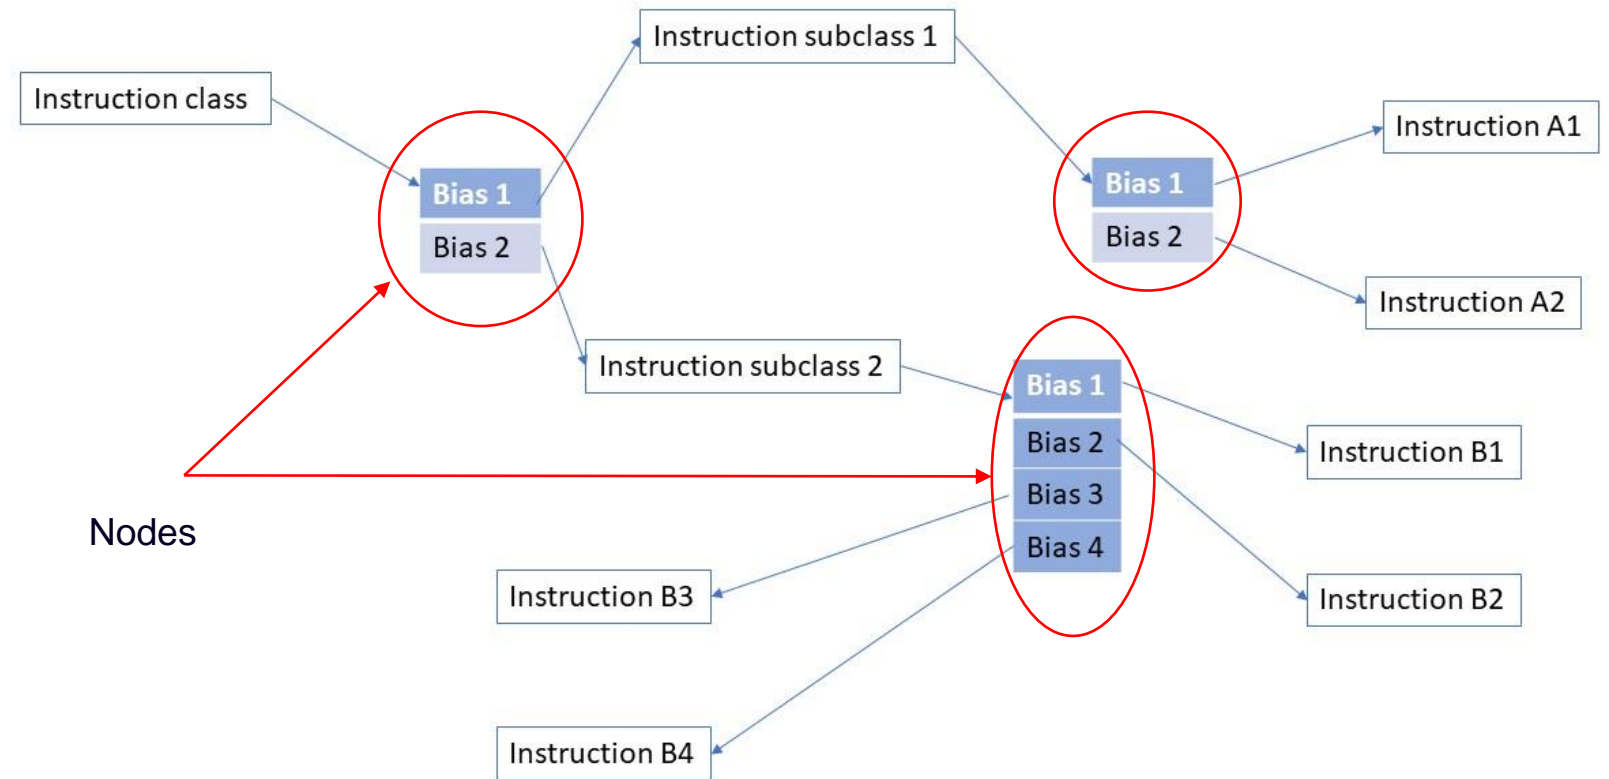 Instruction subclass 1
Instruction class
Instruction A1
Bias 1
Bias 2
Bias 1
Bias 2
Instruction A2
Instruction subclass 2
Bias 1
Bias 2
Bias 3
Bias 4
Instruction B1
Nodes
Instruction B3
Instruction B2
Instruction B4